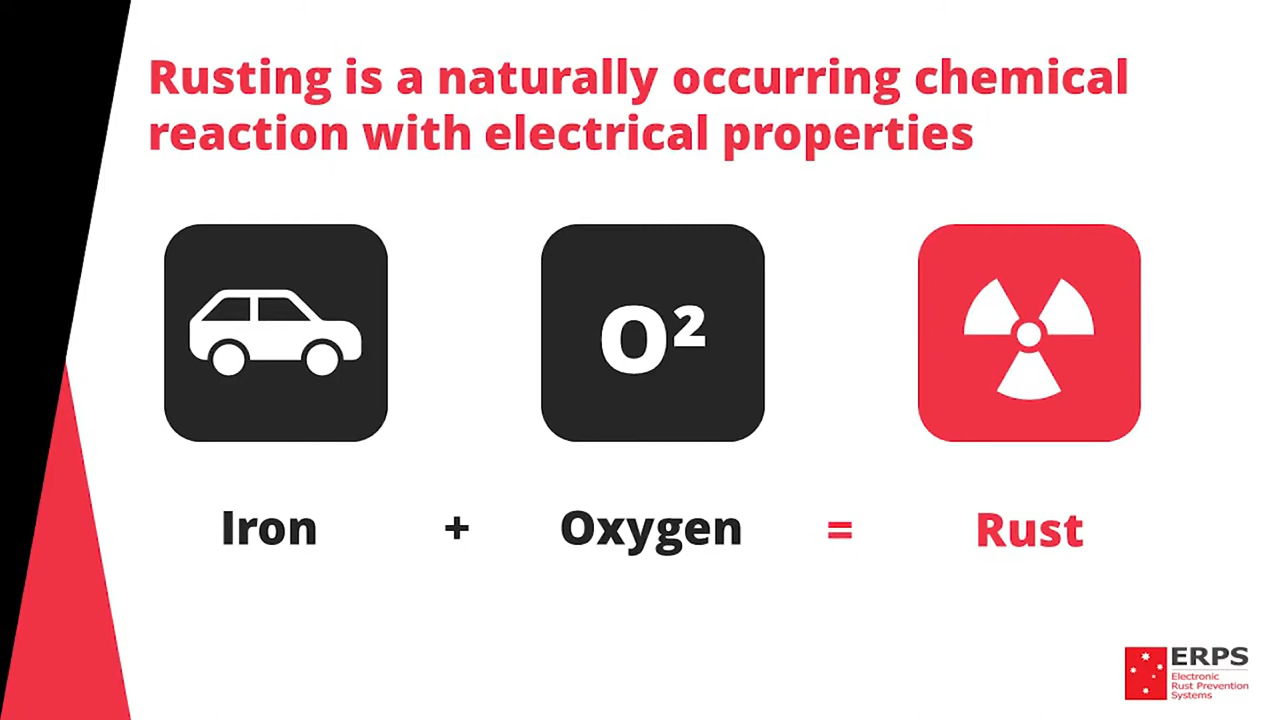 Rusting is a naturally occurring chemical
reaction with electrical properties
O²
Iron + Oxygen = Rust
ERPS
Electronic
Rust Prevention
Systems